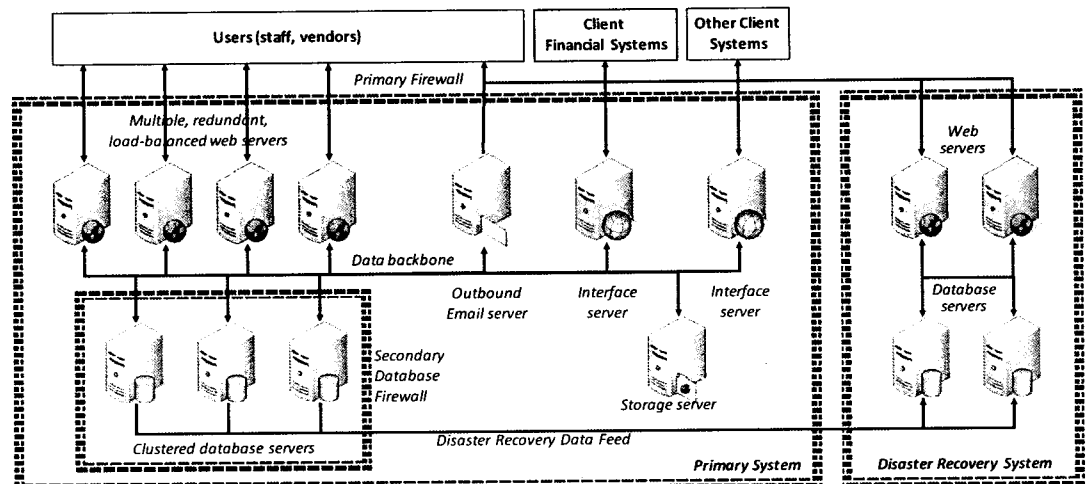 Users (staff, vendors)
Client
Financial Systems
Other Client
Systems
Primary Firewall
Multiple, redundant,
load-balanced web servers
Web
servers
Data backbone
Outbound
Email server
Interface
server
Interface
server
Database
servers
Secondary
Database
Firewall
Storage server
Clustered database servers
Disaster Recovery Data Feed
Primary System
Disaster Recovery System